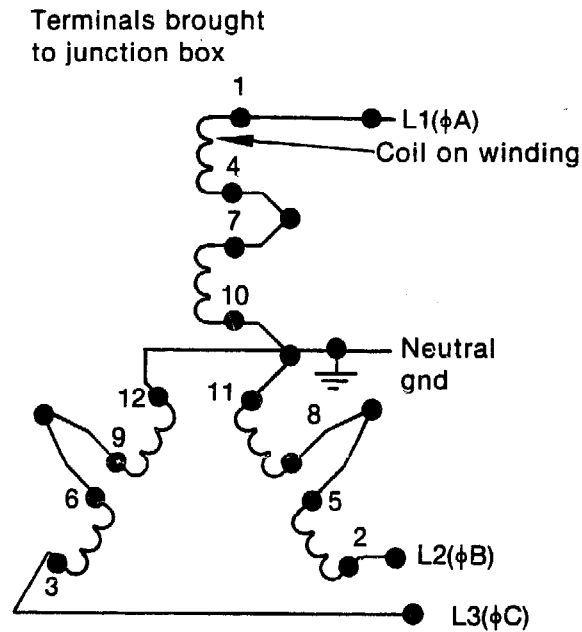 Terminals brought
to junction box
1
L1(ϕA)
Coil on winding
4
7
10
Neutral
gnd
12
11
8
9
6
5
2
L2(ϕB)
3
L3(ϕC)